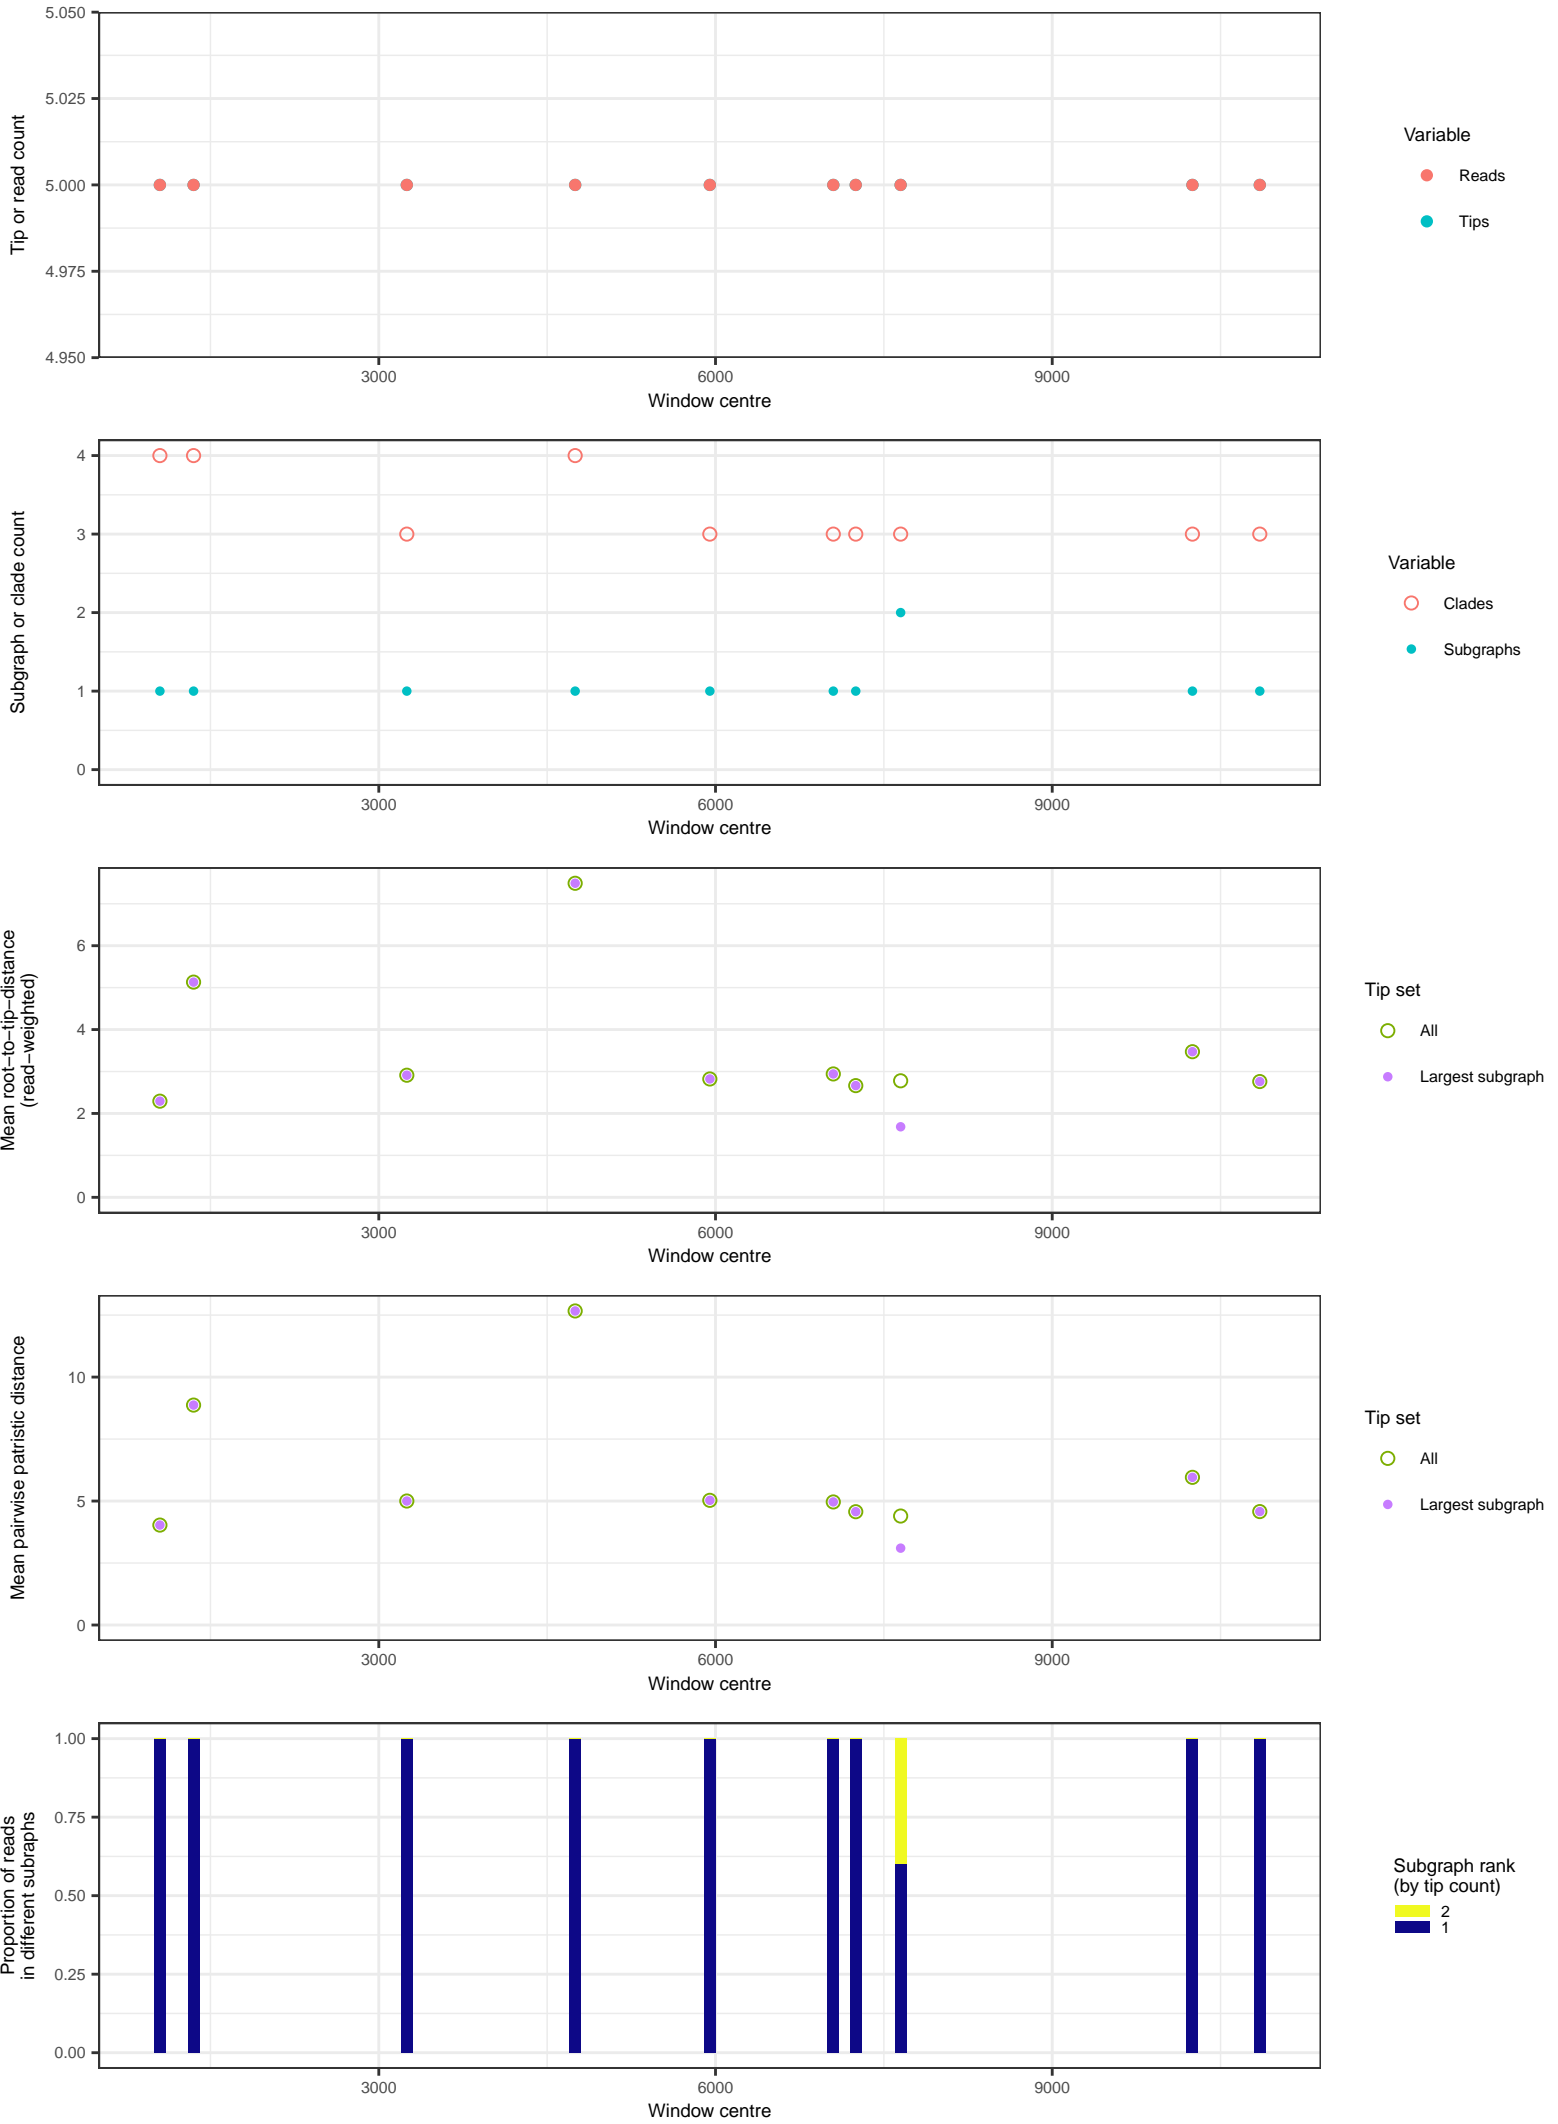 5.050
5.025
5.000
4.975
4.950
Tip or read count
3000
6000
9000
Window centre
Variable
Reads
Tips
4
3
2
1
0
Subgraph or clade count
3000
6000
9000
Window centre
Variable
Clades
Subgraphs
6
4
2
0
Mean root−to−tip−distance
(read−weighted)
3000
6000
9000
Window centre
Tip set
All
Largest subgraph
10
5
0
Mean pairwise patristic distance
3000
6000
9000
Window centre
Tip set
All
Largest subgraph
1.00
0.75
0.50
0.25
0.00
Proportion of reads
in different subraphs
3000
6000
9000
Window centre
Subgraph rank
(by tip count)
2
1